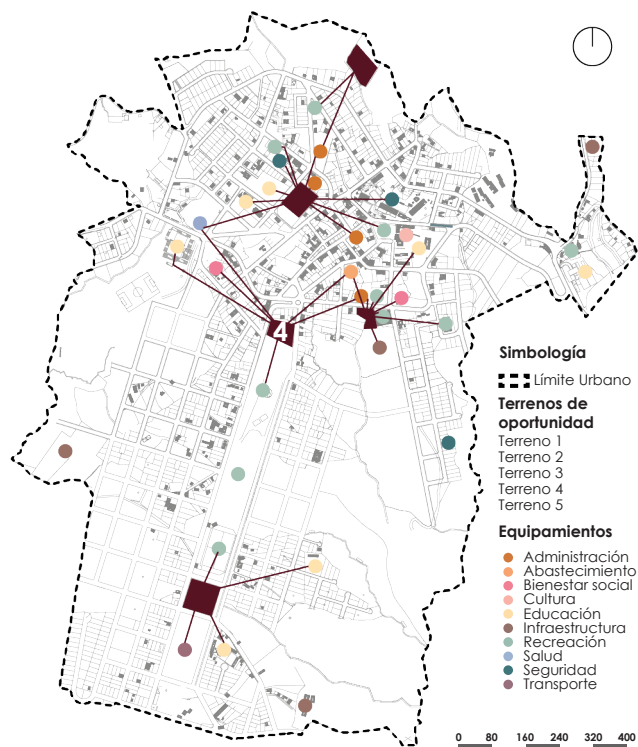 4
Simbología
Límite Urbano
Terrenos de
oportunidad
Terreno 1
Terreno 2
Terreno 3
Terreno 4
Terreno 5
Equipamientos
Administración
Abastecimiento
Bienestar social
Cultura
Educación
Infraestructura
Recreación
Salud
Seguridad
Transporte
0 80 160 240 320 400